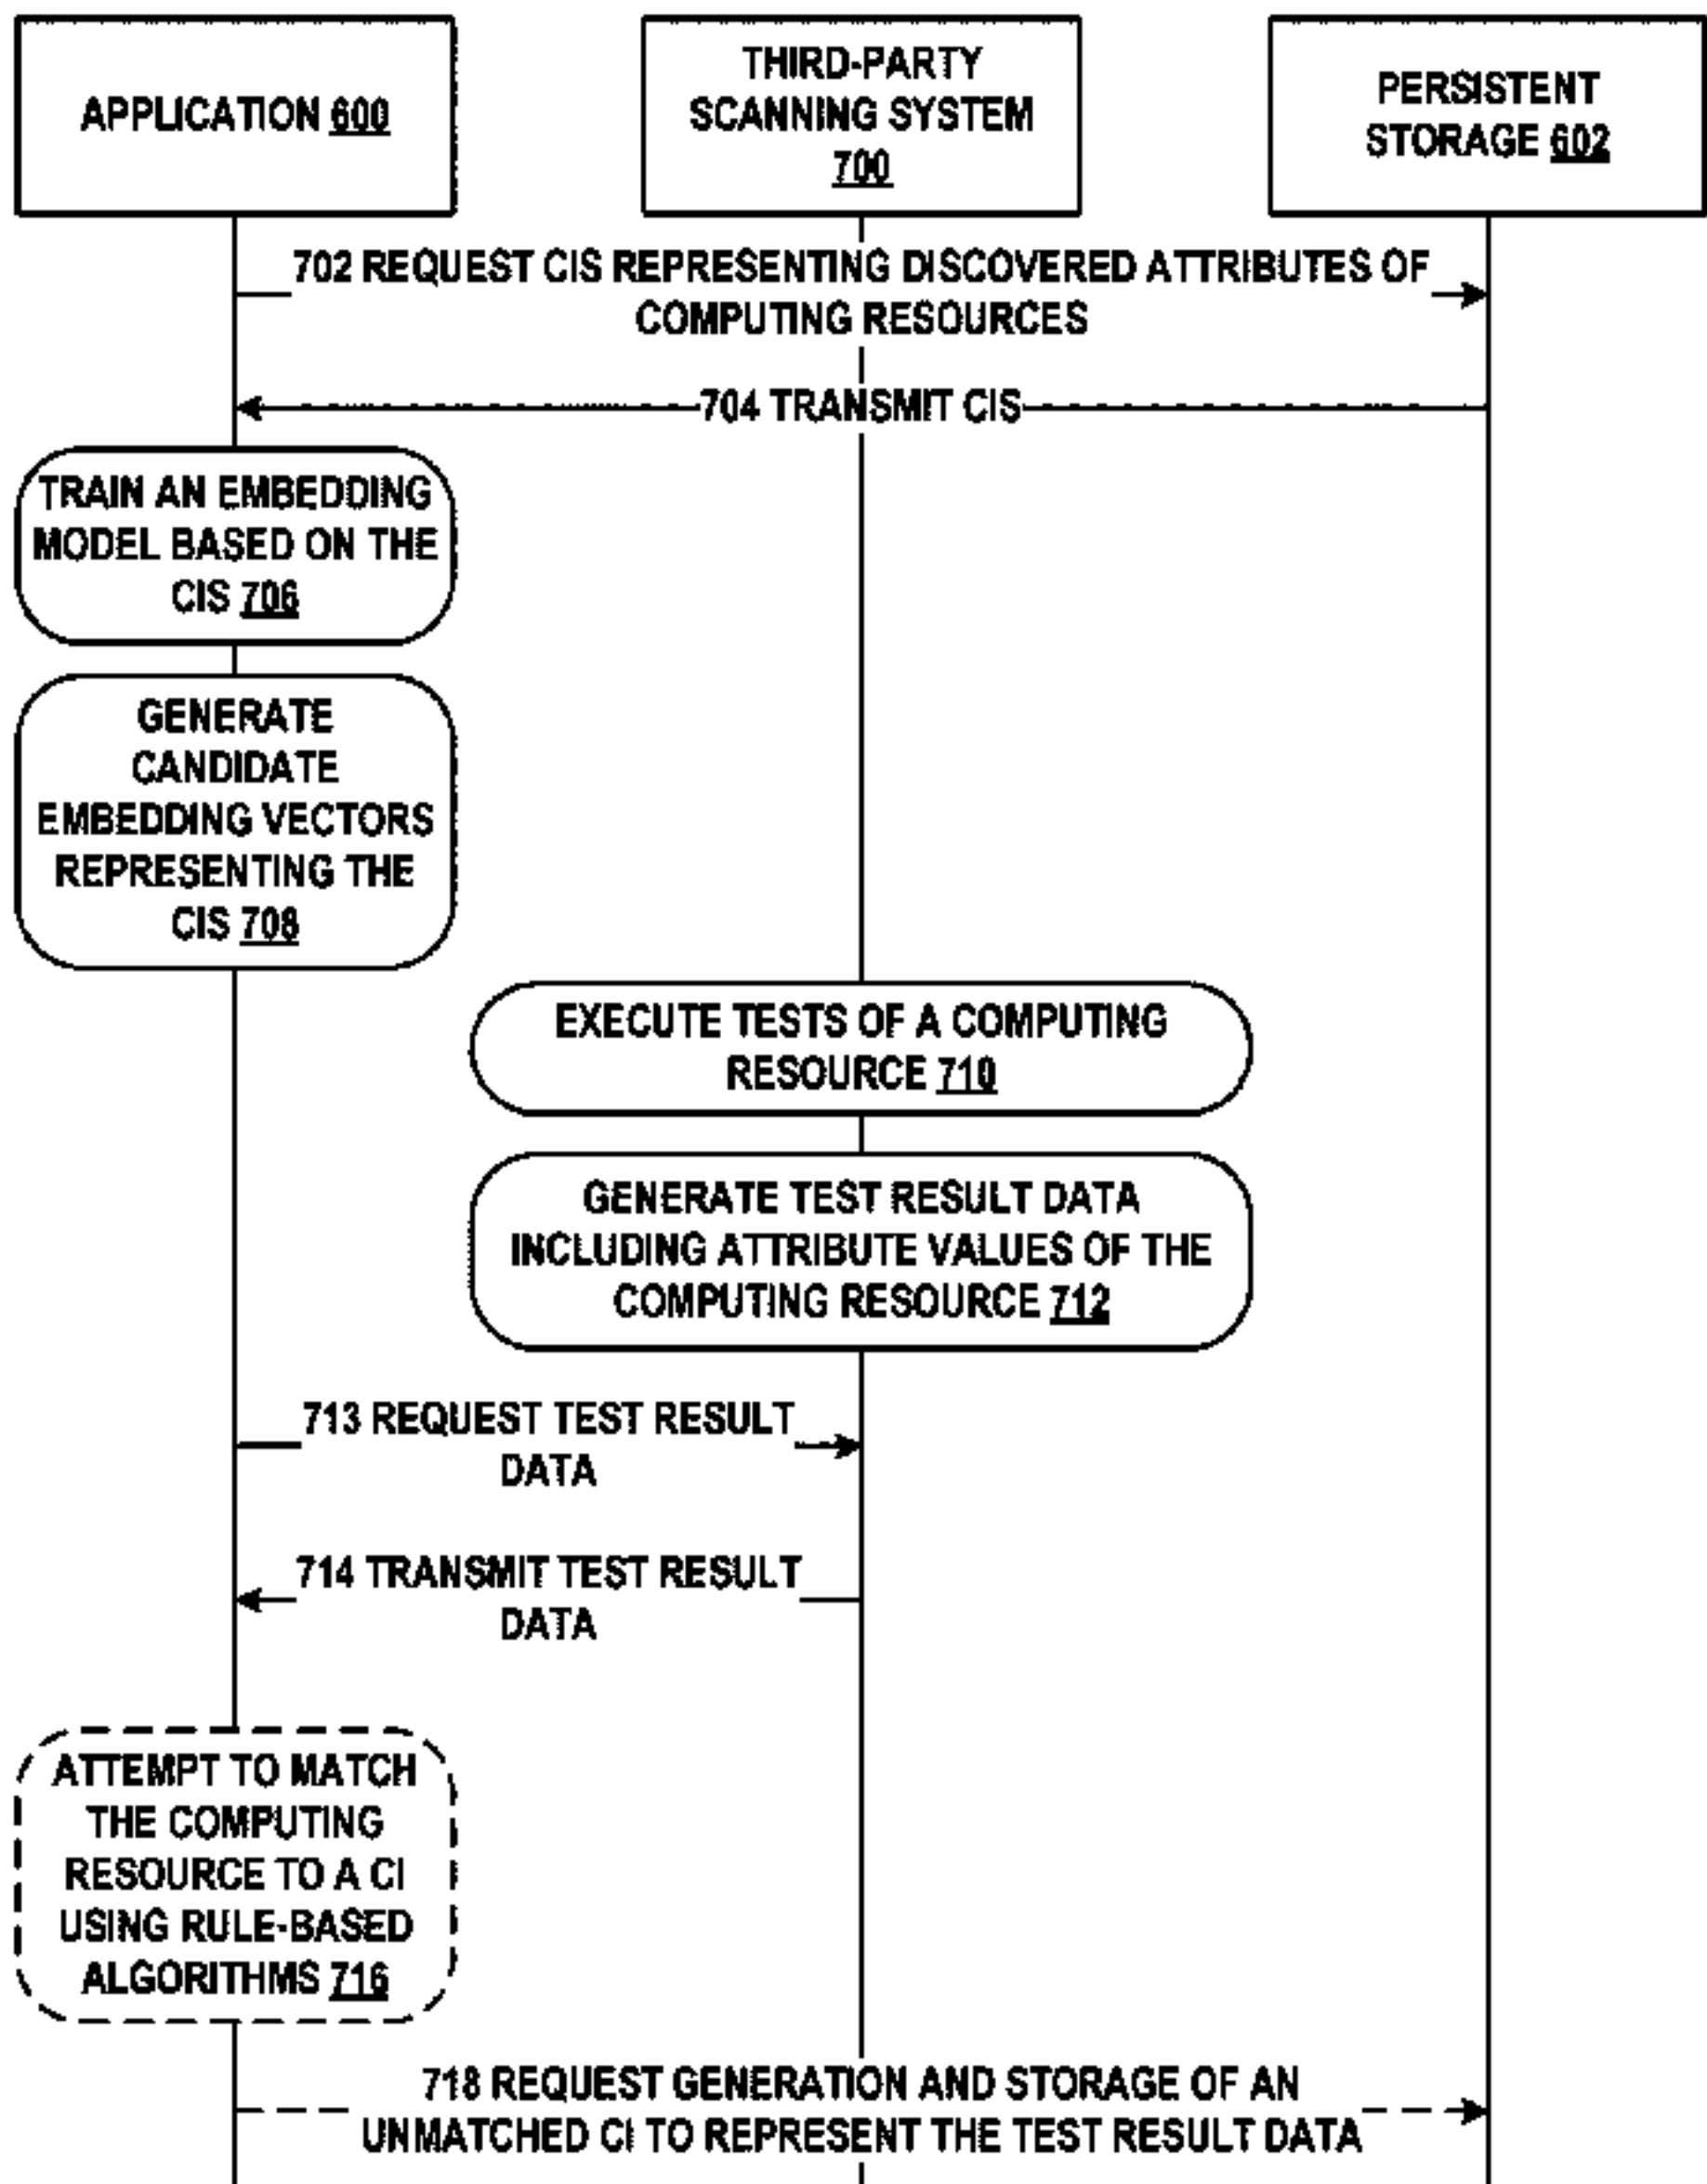 APPLICATION 600
THIRD-PARTY
SCANNING SYSTEM
700
PERSISTENT
STORAGE 602
702 REQUEST CIS REPRESENTING DISCOVERED ATTRIBUTES OF
COMPUTING RESOURCES
704 TRANSMIT CIS
TRAIN AN EMBEDDING
MODEL BASED ON THE
CIS 706
GENERATE
CANDIDATE
EMBEDDING VECTORS
REPRESENTING THE
CIS 708
EXECUTE TESTS OF A COMPUTING
RESOURCE 710
GENERATE TEST RESULT DATA
INCLUDING ATTRIBUTE VALUES OF THE
COMPUTING RESOURCE 712
713 REQUEST TEST RESULT
DATA
714 TRANSMIT TEST RESULT
DATA
ATTEMPT TO MATCH
THE COMPUTING
RESOURCE TO A CI
USING RULE-BASED
ALGORITHMS 716
718 REQUEST GENERATION AND STORAGE OF AN
UNMATCHED CI TO REPRESENT THE TEST RESULT DATA